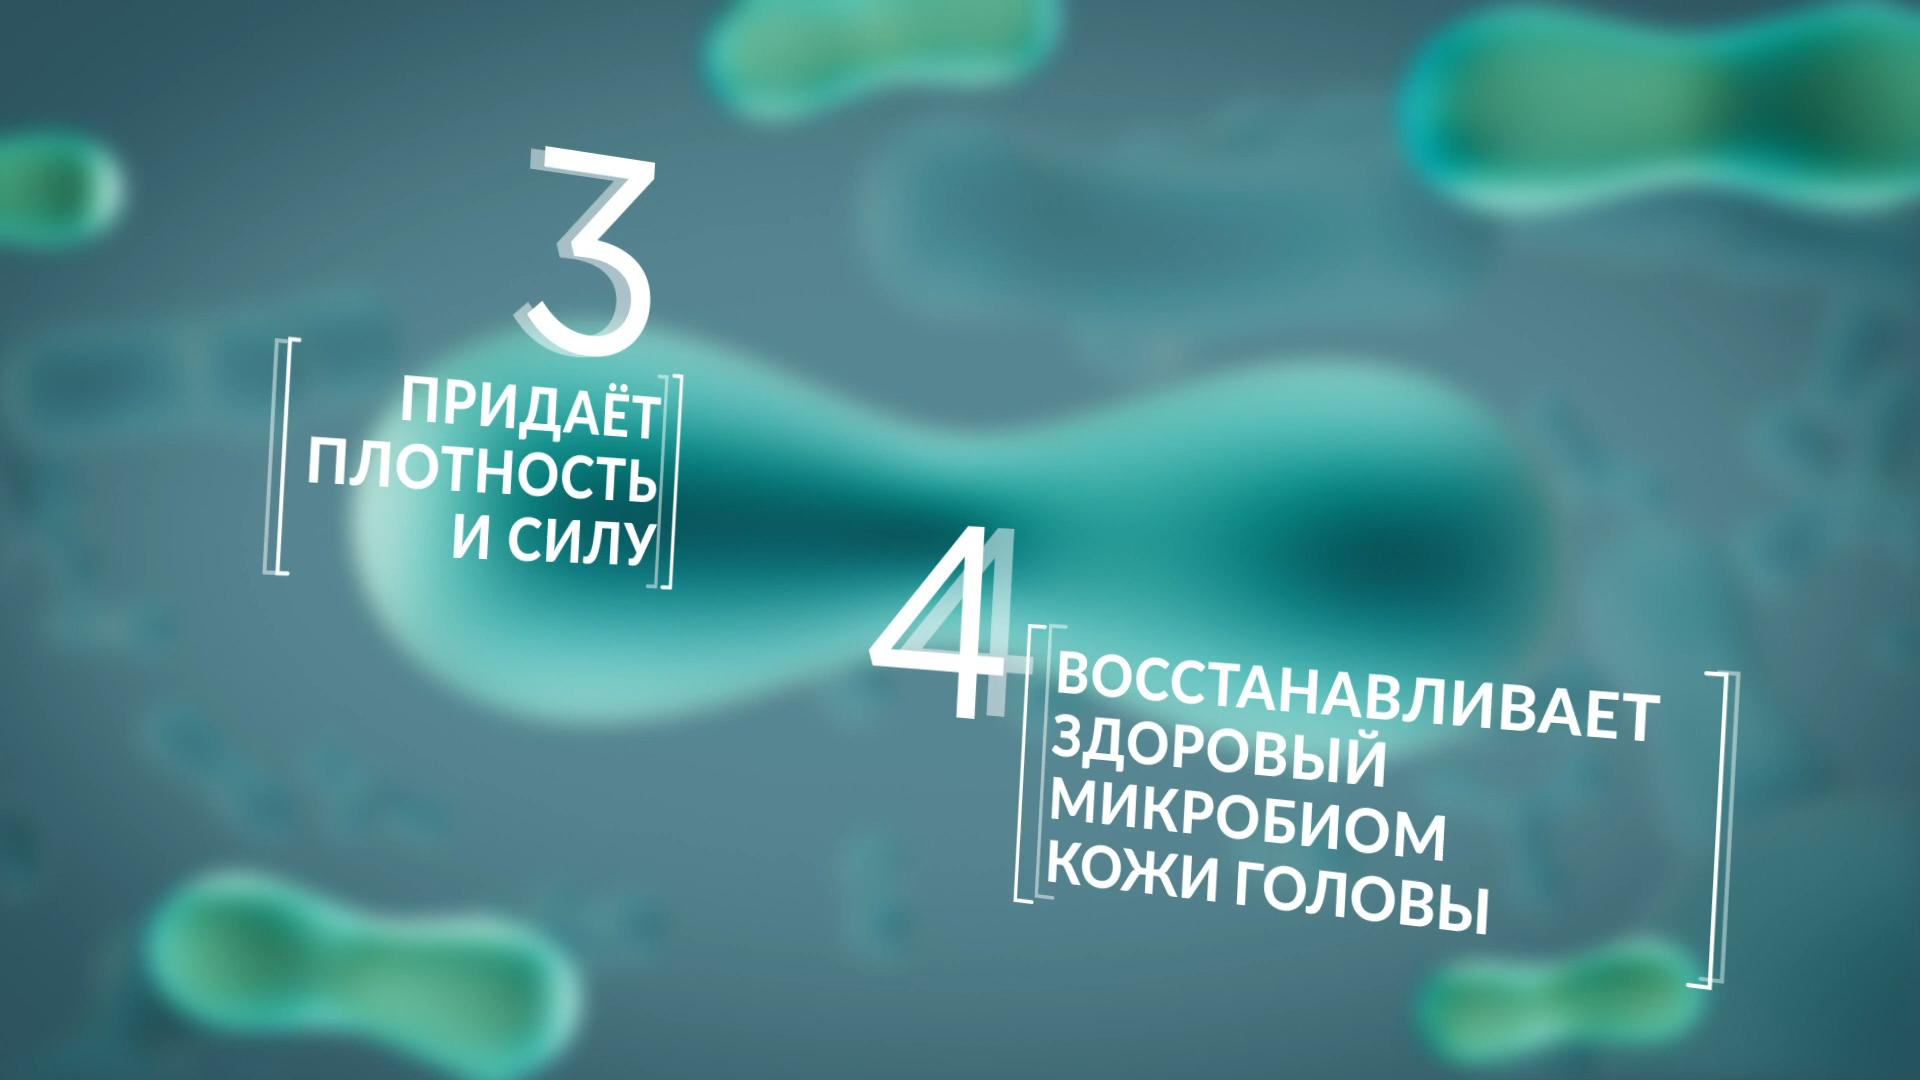 3
ПРИДАЁТ
ПЛОТНОСТЬ
И СИЛУ
4
ВОССТАНАВЛИВАЕТ
ЗДОРОВЫЙ
МИКРОБИОМ
КОЖИ ГОЛОВЫ